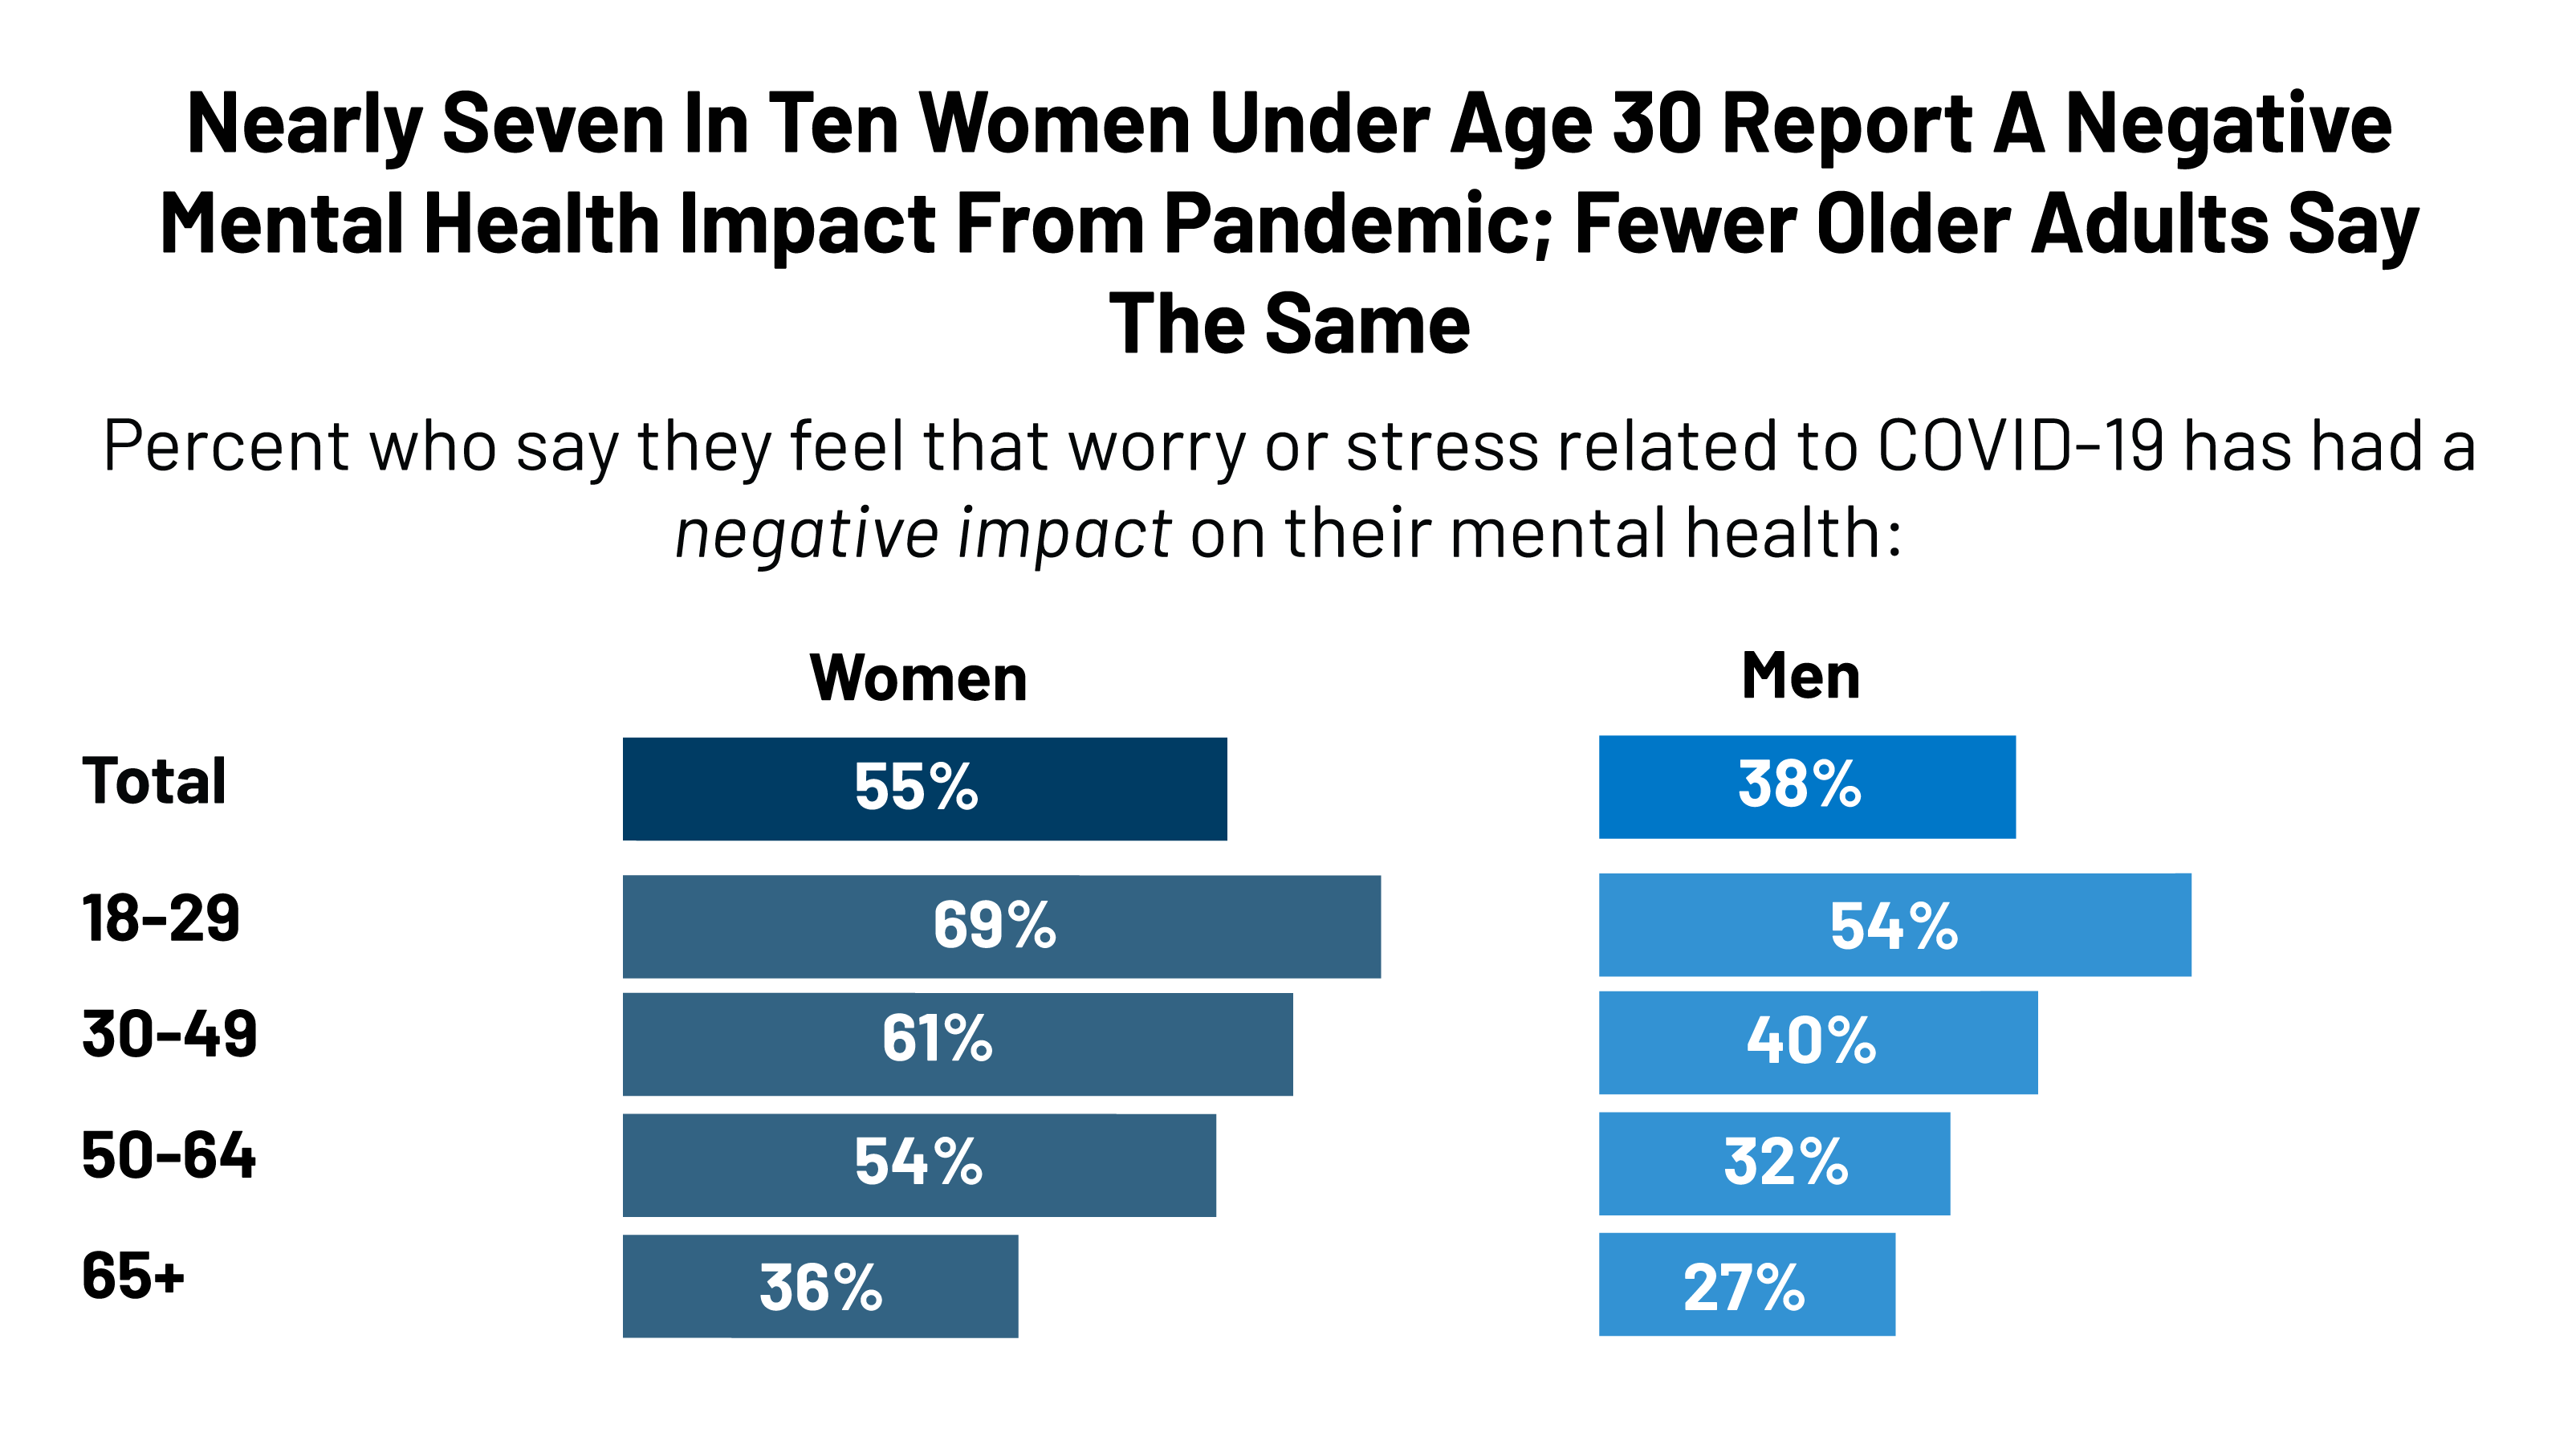 Nearly Seven In Ten Women Under Age 30 Report A Negative
Mental Health Impact From Pandemic; Fewer Older Adults Say
The Same
Percent who say they feel that worry or stress related to COVID-19 has had a
negative impact on their mental health:
Women Men
Total 55% 38%
18-29 69% 54%
30-49 61% 40%
50-64 54% 32%
65+ 36% 27%